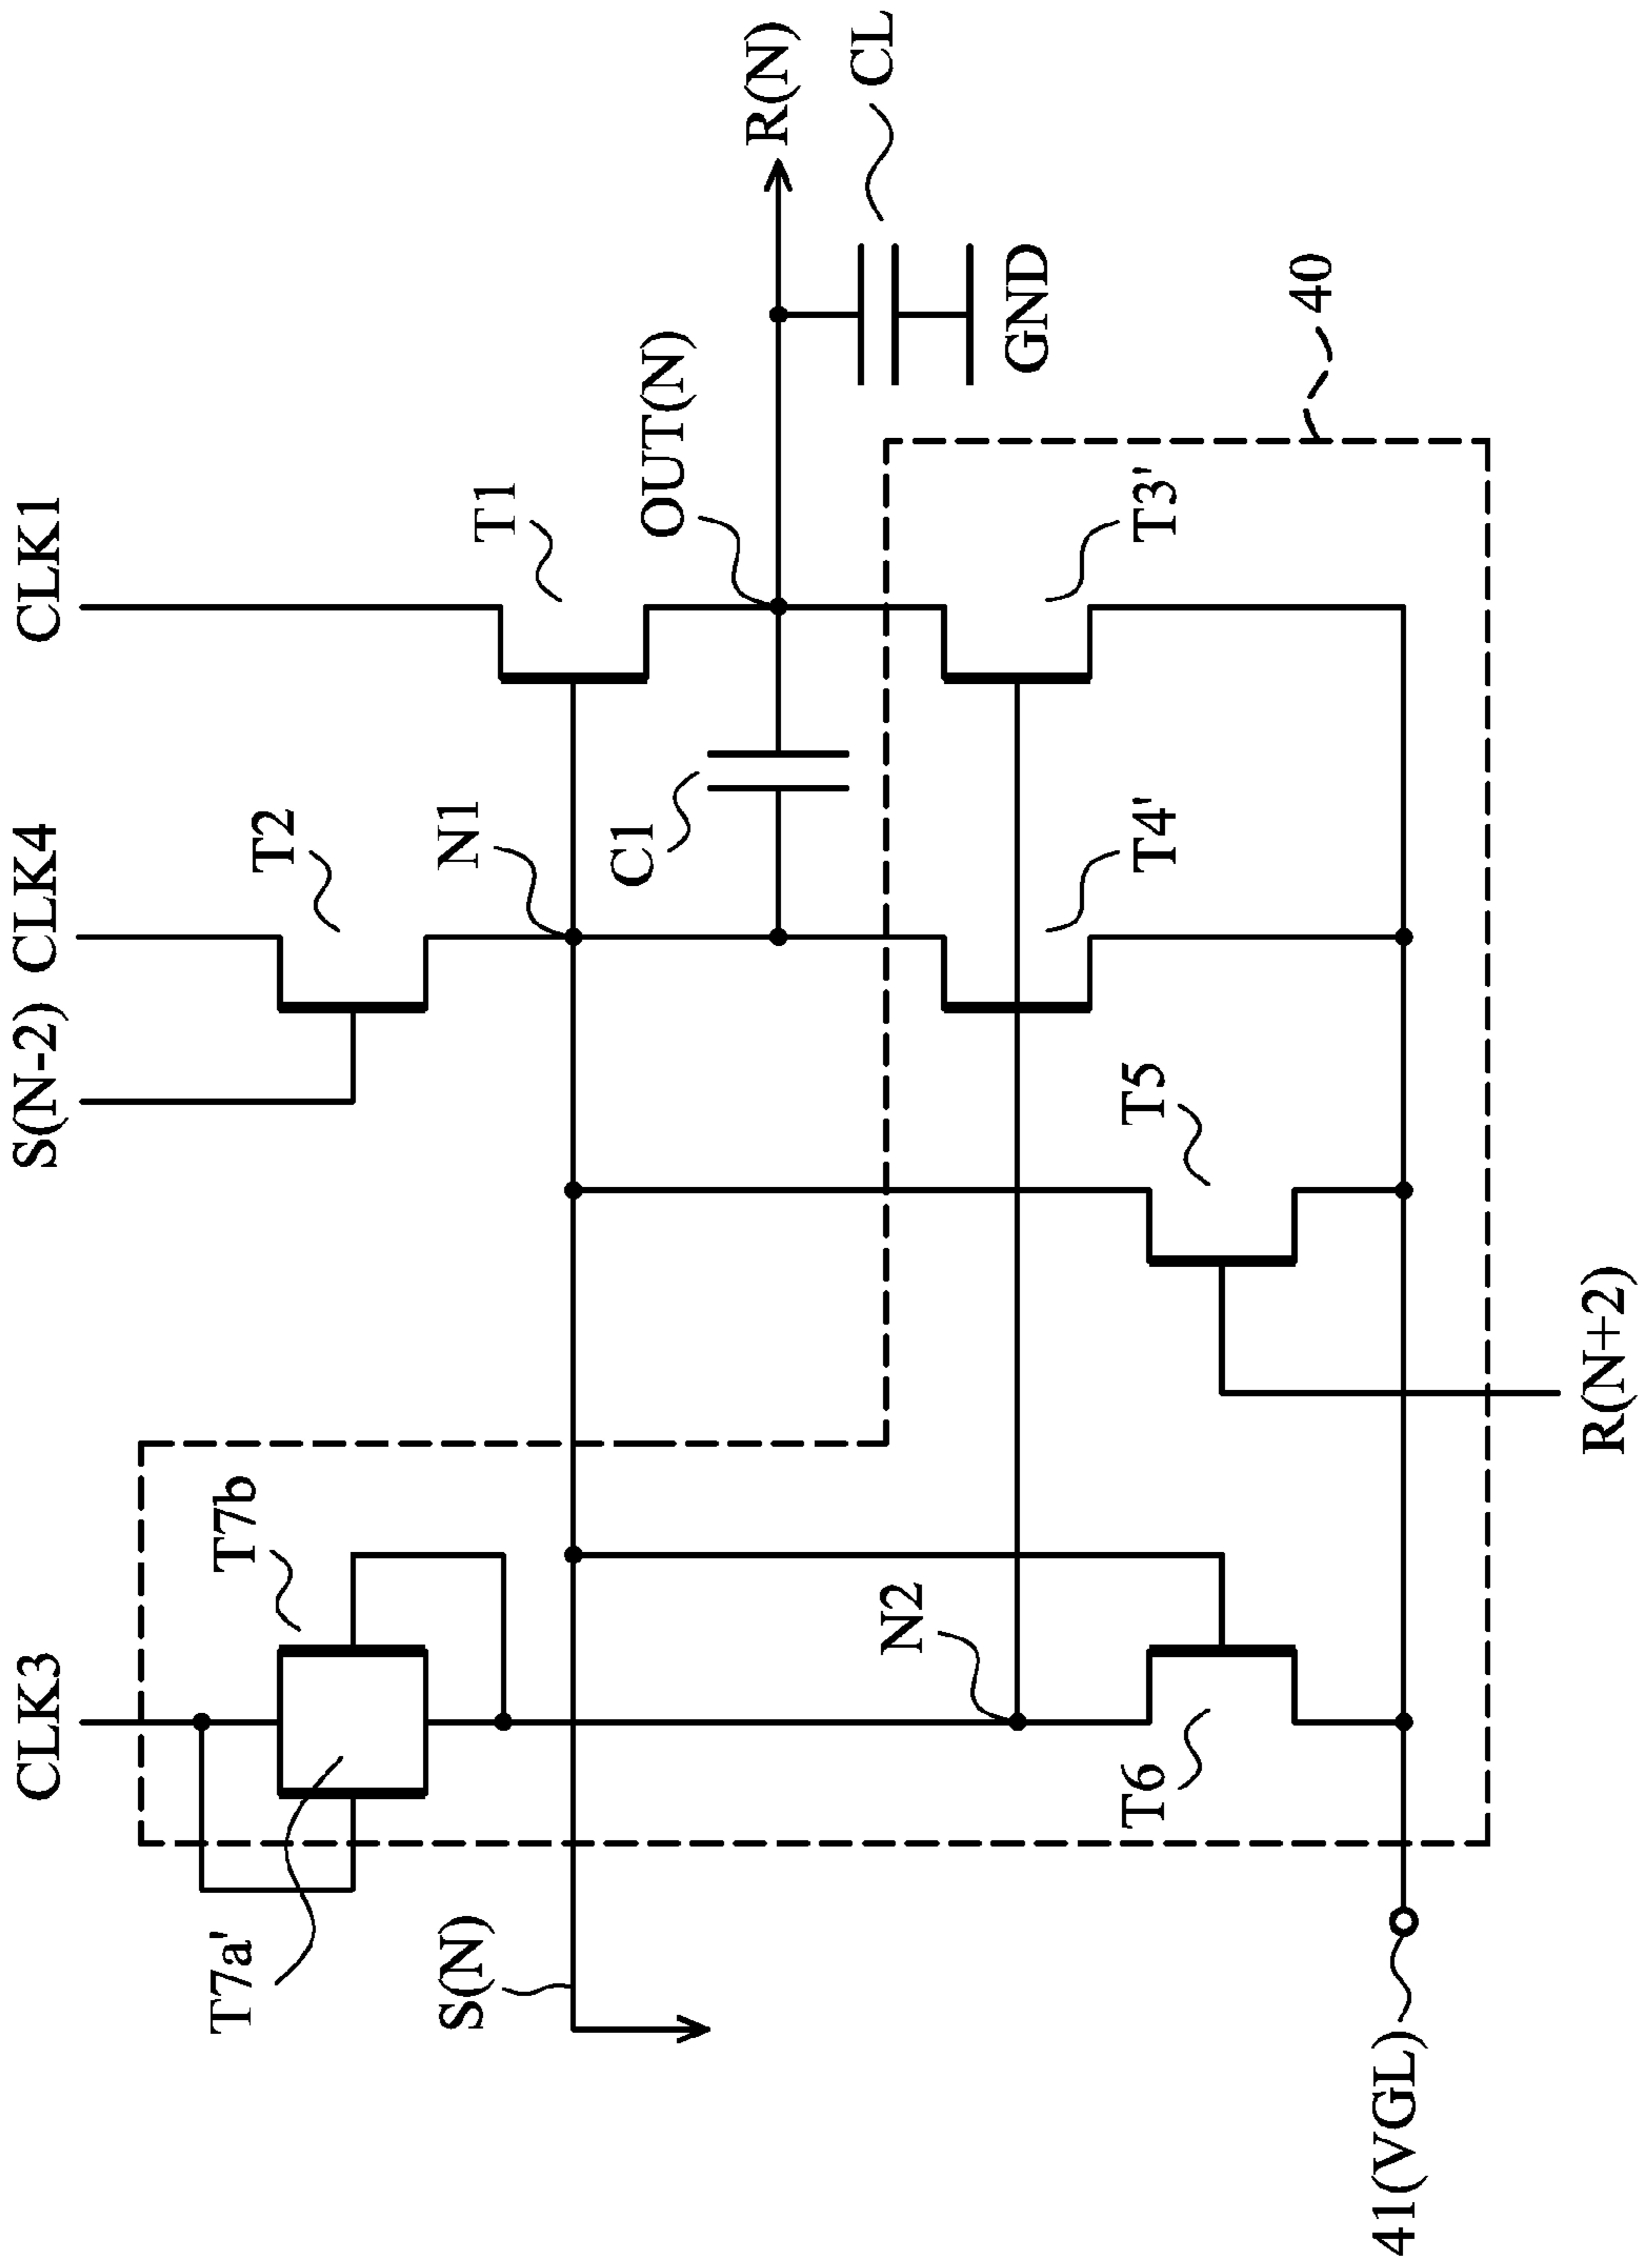 CLK3
S(N-2)
CLK4
CLK1
T7b
T7a'
T2
T1
S(N)
N1
C1
OUT(N)
R(N)
CL
GND
N2
T6
T5
T4'
T3'
40
41(VGL)
R(N+2)